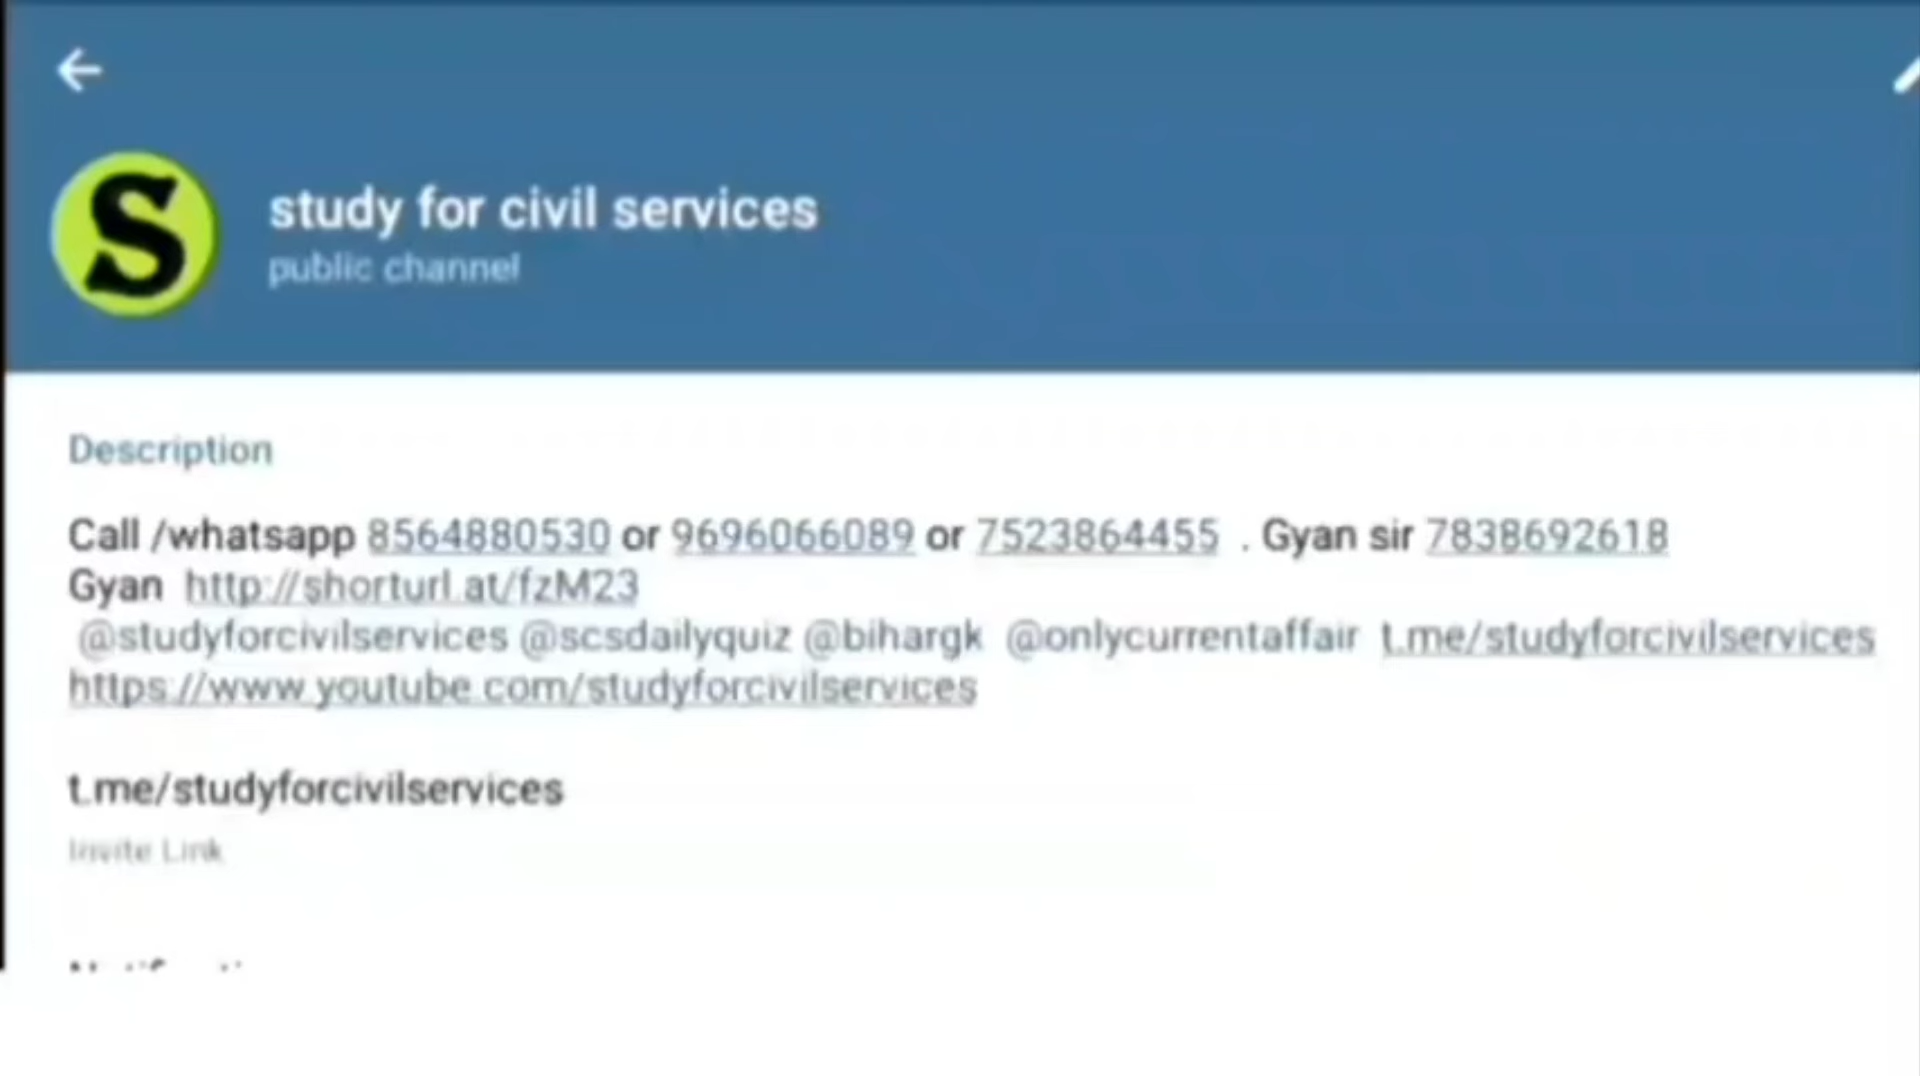 S
study for civil services
public channel
Description
Call /whatsapp 8564880530 or 9696066089 or 7523864455 . Gyan sir 7838692618
Gyan http://shorturl.at/fzM23
@studyforcivilservices @scsdailyquiz @bihargk @onlycurrentaffair t.me/studyforcivilservices
https://www.youtube.com/studyforcivilservices
t.me/studyforcivilservices
Invite Link